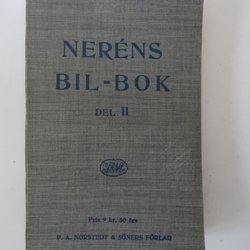 NERÉNS
BIL-BOK
DEL II
Pris 9 kr. 50 öre
P. A. NORSTEDT & SÖNERS FÖRLAG